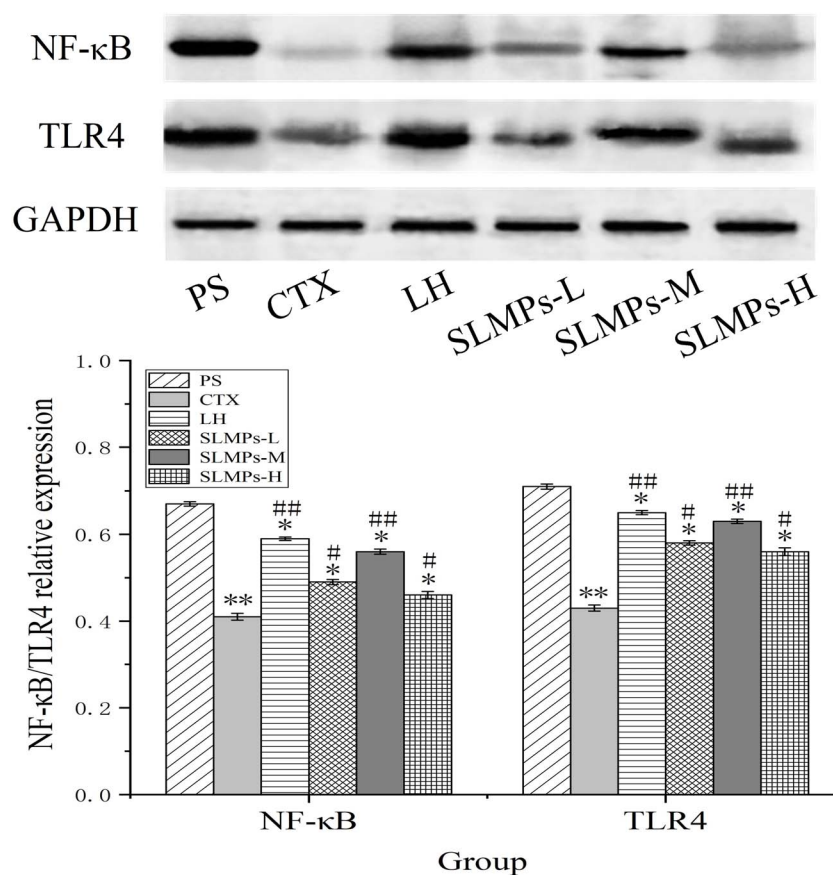 NF-κB
TLR4
GAPDH
PS CTX LH SLMPs-L SLMPs-M SLMPs-H
NF-κB/TLR4 relative expression
1.0
0.8
0.6
0.4
0.2
0.0
PS
CTX
LH
SLMPs-L
SLMPs-M
SLMPs-H
**
##
*
#
*
##
*
#
*
**
##
*
#
*
##
*
#
*
NF-κB TLR4
Group